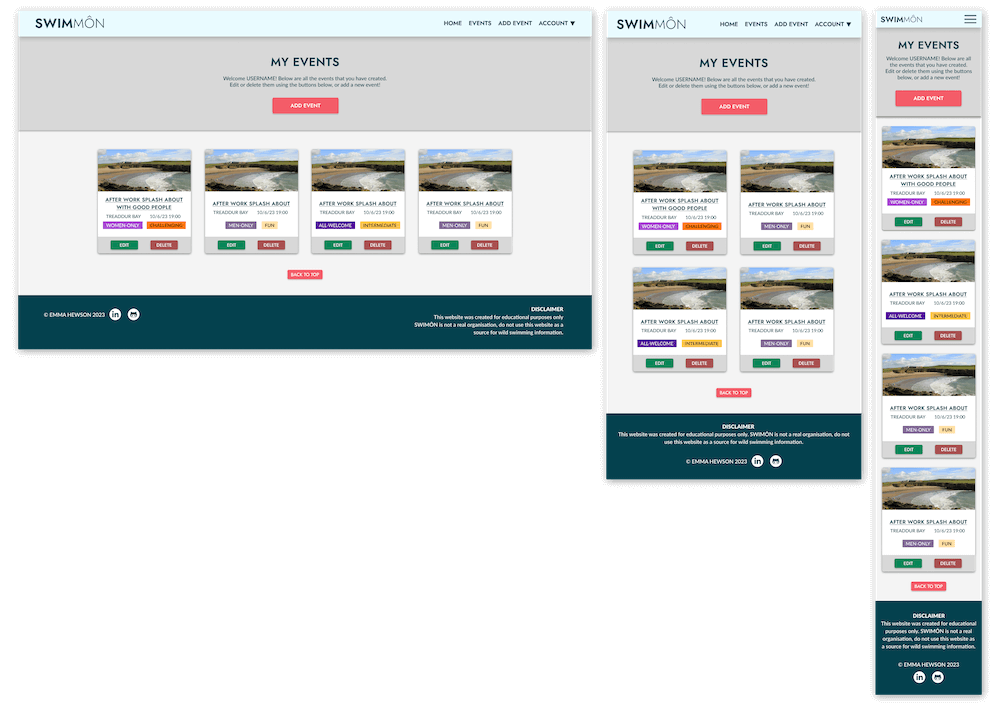 SWIMMÔN
HOME EVENTS ADD EVENT ACCOUNT ▼
MY EVENTS
Welcome USERNAME! Below are all the events that you have created.
Edit or delete them using the buttons below, or add a new event!
ADD EVENT
AFTER WORK SPLASH ABOUT
WITH GOOD PEOPLE
TREADDUR BAY 10/6/23 19:00
WOMEN-ONLY CHALLENGING
EDIT DELETE
AFTER WORK SPLASH ABOUT
TREADDUR BAY 10/6/23 19:00
MEN-ONLY FUN
EDIT DELETE
AFTER WORK SPLASH ABOUT
TREADDUR BAY 10/6/23 19:00
ALL-WELCOME INTERMEDIATE
EDIT DELETE
AFTER WORK SPLASH ABOUT
TREADDUR BAY 10/6/23 19:00
MEN-ONLY FUN
EDIT DELETE
BACK TO TOP
© EMMA HEWSON 2023
DISCLAIMER
This website was created for educational purposes only
SWIMÔN is not a real organisation, do not use this website as a
source for wild swimming information.
SWIMMÔN
HOME EVENTS ADD EVENT ACCOUNT ▼
MY EVENTS
Welcome USERNAME! Below are all the events that you have created.
Edit or delete them using the buttons below, or add a new event!
ADD EVENT
AFTER WORK SPLASH ABOUT
WITH GOOD PEOPLE
TREADDUR BAY 10/6/23 19:00
WOMEN-ONLY CHALLENGING
EDIT DELETE
AFTER WORK SPLASH ABOUT
TREADDUR BAY 10/6/23 19:00
MEN-ONLY FUN
EDIT DELETE
AFTER WORK SPLASH ABOUT
TREADDUR BAY 10/6/23 19:00
ALL-WELCOME INTERMEDIATE
EDIT DELETE
AFTER WORK SPLASH ABOUT
TREADDUR BAY 10/6/23 19:00
MEN-ONLY FUN
EDIT DELETE
BACK TO TOP
DISCLAIMER
This website was created for educational purposes only. SWIMÔN is not a real organisation, do not
use this website as a source for wild swimming information.
© EMMA HEWSON 2023
SWIMMÔN
MY EVENTS
Welcome USERNAME! Below are all
the events that you have created.
Edit or delete them using the buttons
below, or add a new event!
ADD EVENT
AFTER WORK SPLASH ABOUT
WITH GOOD PEOPLE
TREADDUR BAY 10/6/23 19:00
WOMEN-ONLY CHALLENGING
EDIT DELETE
AFTER WORK SPLASH ABOUT
TREADDUR BAY 10/6/23 19:00
ALL-WELCOME INTERMEDIATE
EDIT DELETE
AFTER WORK SPLASH ABOUT
TREADDUR BAY 10/6/23 19:00
MEN-ONLY FUN
EDIT DELETE
AFTER WORK SPLASH ABOUT
TREADDUR BAY 10/6/23 19:00
MEN-ONLY FUN
EDIT DELETE
BACK TO TOP
DISCLAIMER
This website was created for educational
purposes only. SWIMÔN is not a real
organisation, do not use this website as
a source for wild swimming information.
© EMMA HEWSON 2023